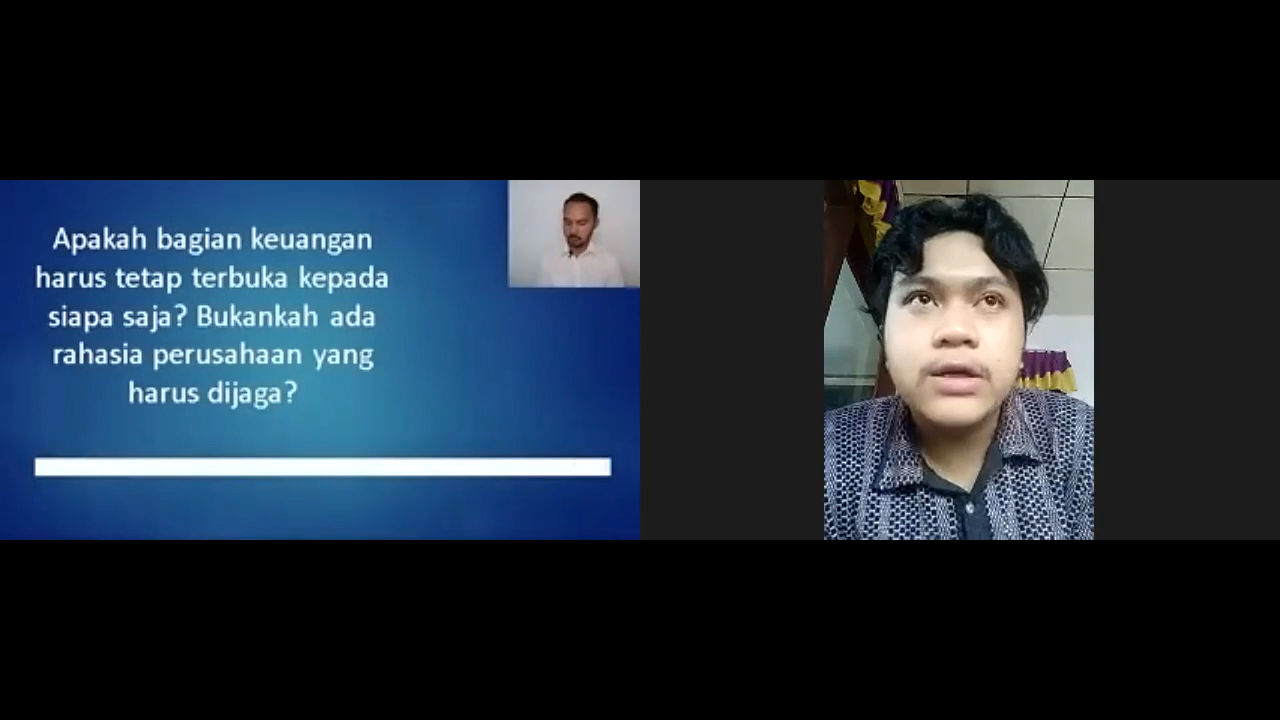 Apakah bagian keuangan
harus tetap terbuka kepada
siapa saja? Bukankah ada
rahasia perusahaan yang
harus dijaga?